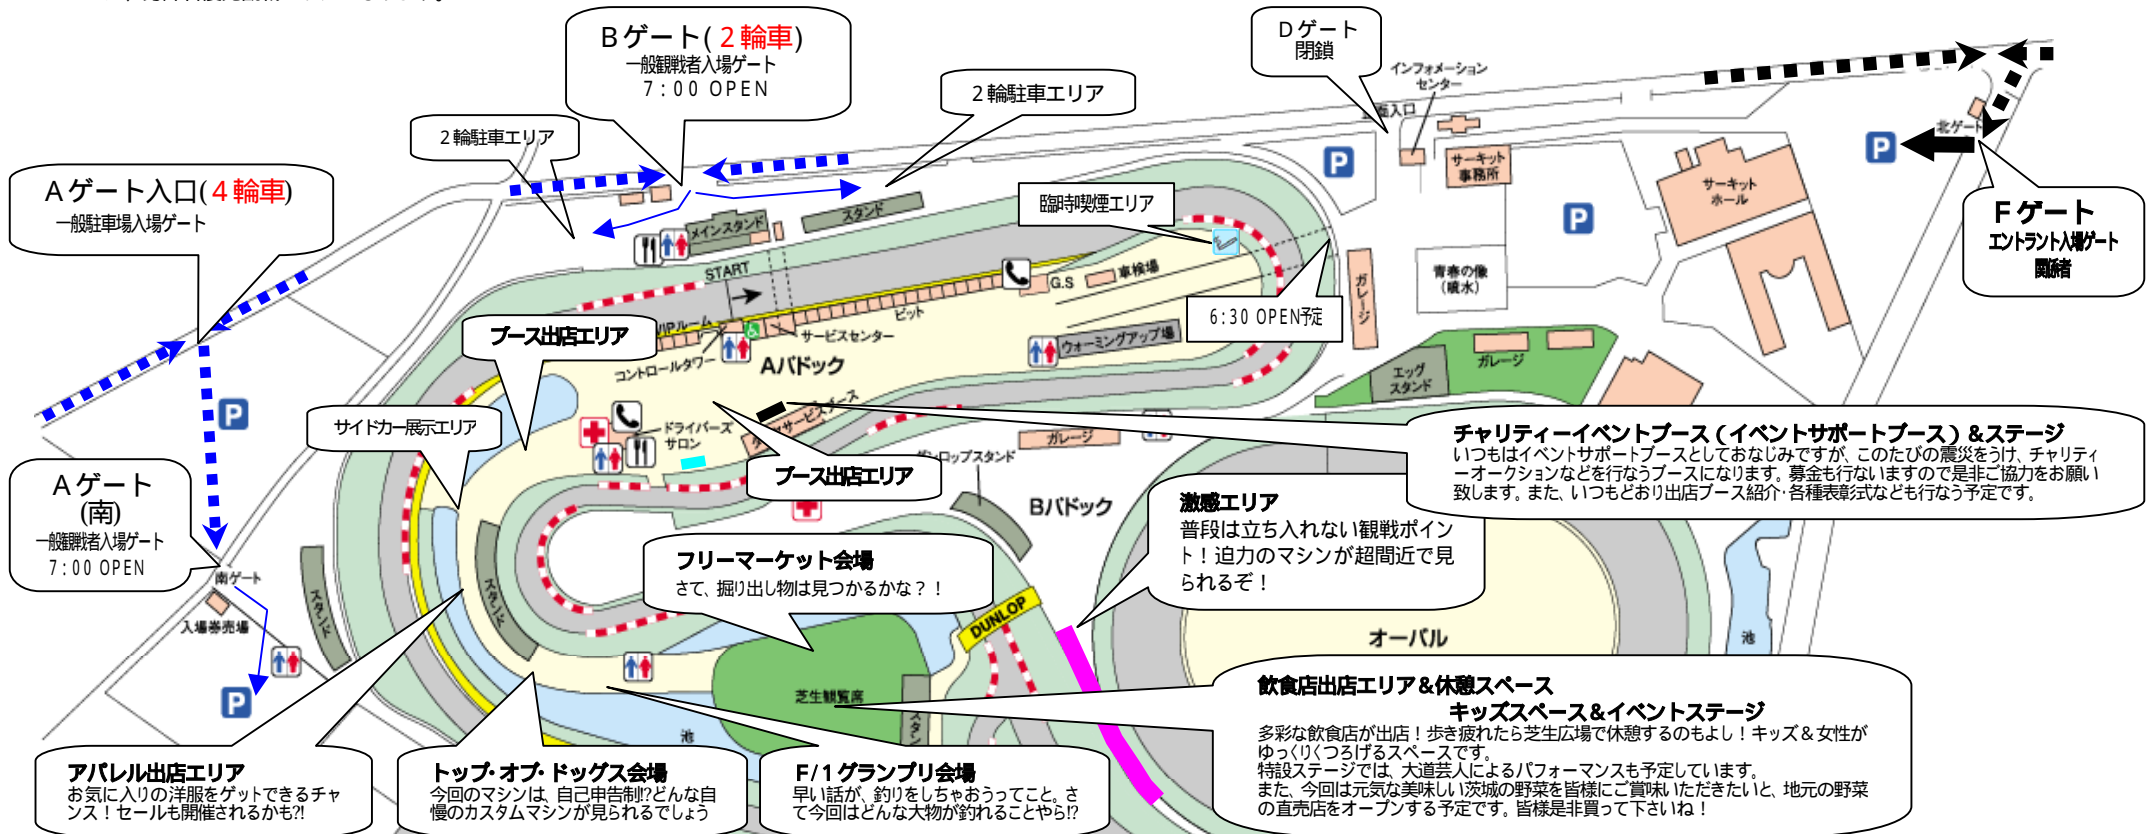 Bゲート(2輪車)
一般観戦者入場ゲート
7:00 OPEN
Dゲート
閉鎖
インフォメーション
センター
2輪駐車エリア
2輪駐車エリア
北ゲート
サーキット
事務所
サーキット
ホール
Aゲート入口(4輪車)
一般駐車場入場ゲート
Fゲート
エントラント入場ゲート
関係者
臨時喫煙エリア
スタンド
メインスタンド
START
G.S
車検場
ガレージ
青春の像
(噴水)
6:30 OPEN予定
VIPルーム
ピット
サービスセンター
コントロールタワー
Aパドック
ウォーミングアップ場
ブース出店エリア
エッグ
スタンド
ガレージ
サイドカー展示エリア
ドライバーズ
サロン
ガレージ
ブース出店エリア
チャリティーイベントブース(イベントサポートブース)&ステージ
いつもはイベントサポートブースとしておなじみですが、このたびの震災をうけ、チャリティ
ーオークションなどを行なうブースになります。募金も行ないますので是非ご協力をお願い
致します。また、いつもどおり出店ブース紹介・各種表彰式なども行なう予定です。
Aゲート
(南)
一般観戦者入場ゲート
7:00 OPEN
Bパドック
激感エリア
普段は立ち入れない観戦ポイン
ト!迫力のマシンが超間近で見
られるぞ!
フリーマーケット会場
さて、掘り出し物は見つかるかな?!
南ゲート
入場券売場
スタンド
スタンド
DUNLOP
オーバル
池
芝生観覧席
池
飲食店出店エリア&休憩スペース
キッズスペース&イベントステージ
多彩な飲食店が出店!歩き疲れたら芝生広場で休憩するのもよし!キッズ&女性が
ゆっくりくつろげるスペースです。
特設ステージでは、大道芸人によるパフォーマンスも予定しています。
また、今回は元気な美味しい茨城の野菜を皆様にご賞味いただきたいと、地元の野菜
の直売店をオープンする予定です。皆様是非買って下さいね!
アパレル出店エリア
お気に入りの洋服をゲットできるチャ
ンス!セールも開催されるかも?!
トップ・オブ・ドッグス会場
今回のマシンは、自己申告制!?どんな自
慢のカスタムマシンが見られるでしょう
F/1グランプリ会場
早い話が、釣りをしちゃおうってこと。さ
て今回はどんな大物が釣れることやら!?